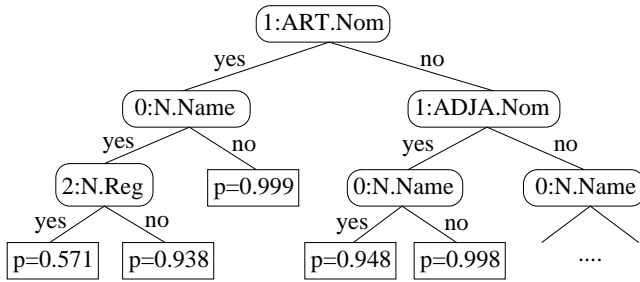 1:ART.Nom
yes no
0:N.Name 1:ADJA.Nom
yes no yes no
2:N.Reg p=0.999 0:N.Name 0:N.Name
yes no yes no
p=0.571 p=0.938 p=0.948 p=0.998 ....